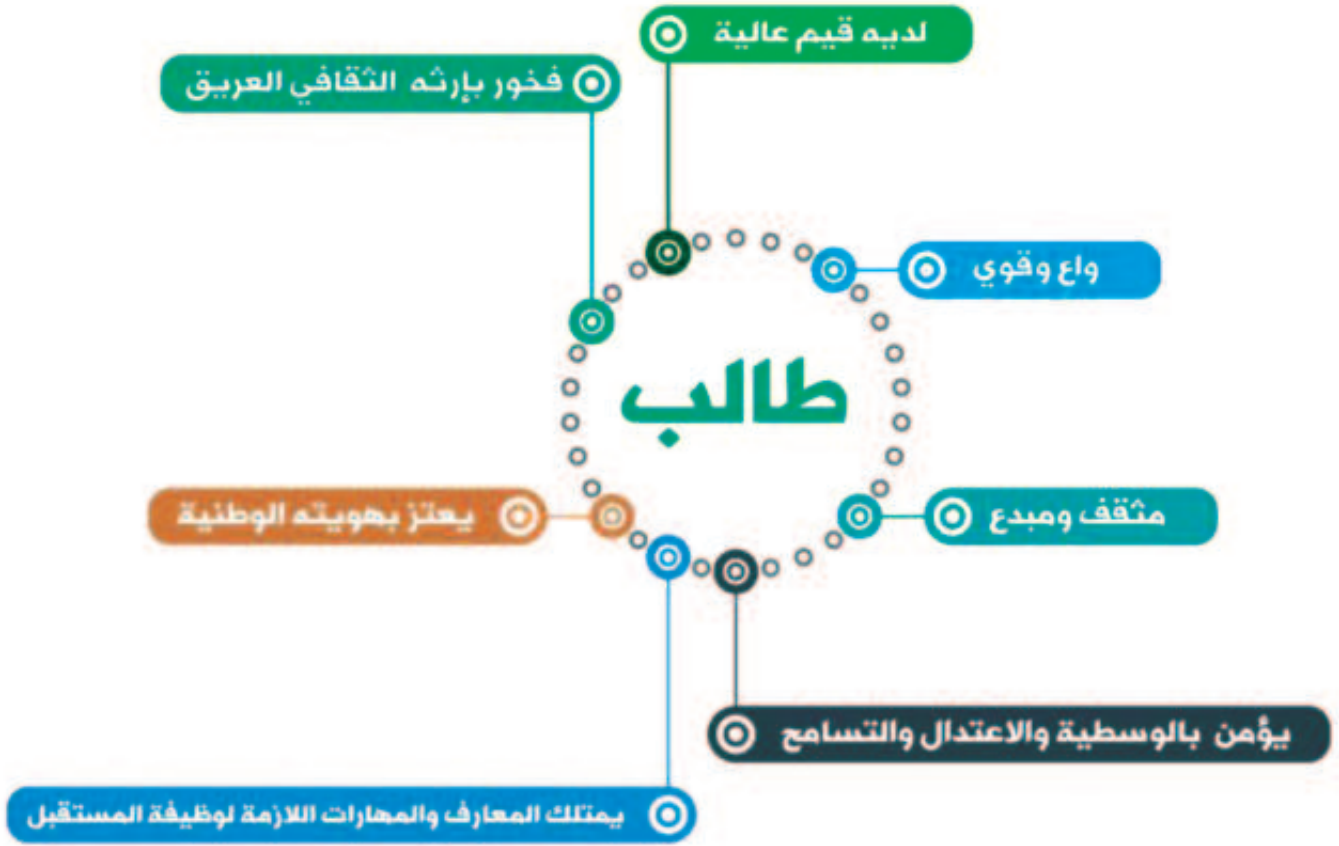 لديه قيم عالية
فخور بإرثه الثقافي العريق
واع وقوي
طالب
يعتز بهويته الوطنية
مثقف ومبدع
يؤمن بالوسطية والاعتدال والتسامح
يمتلك المعارف والمهارات اللازمة لوظيفة المستقبل